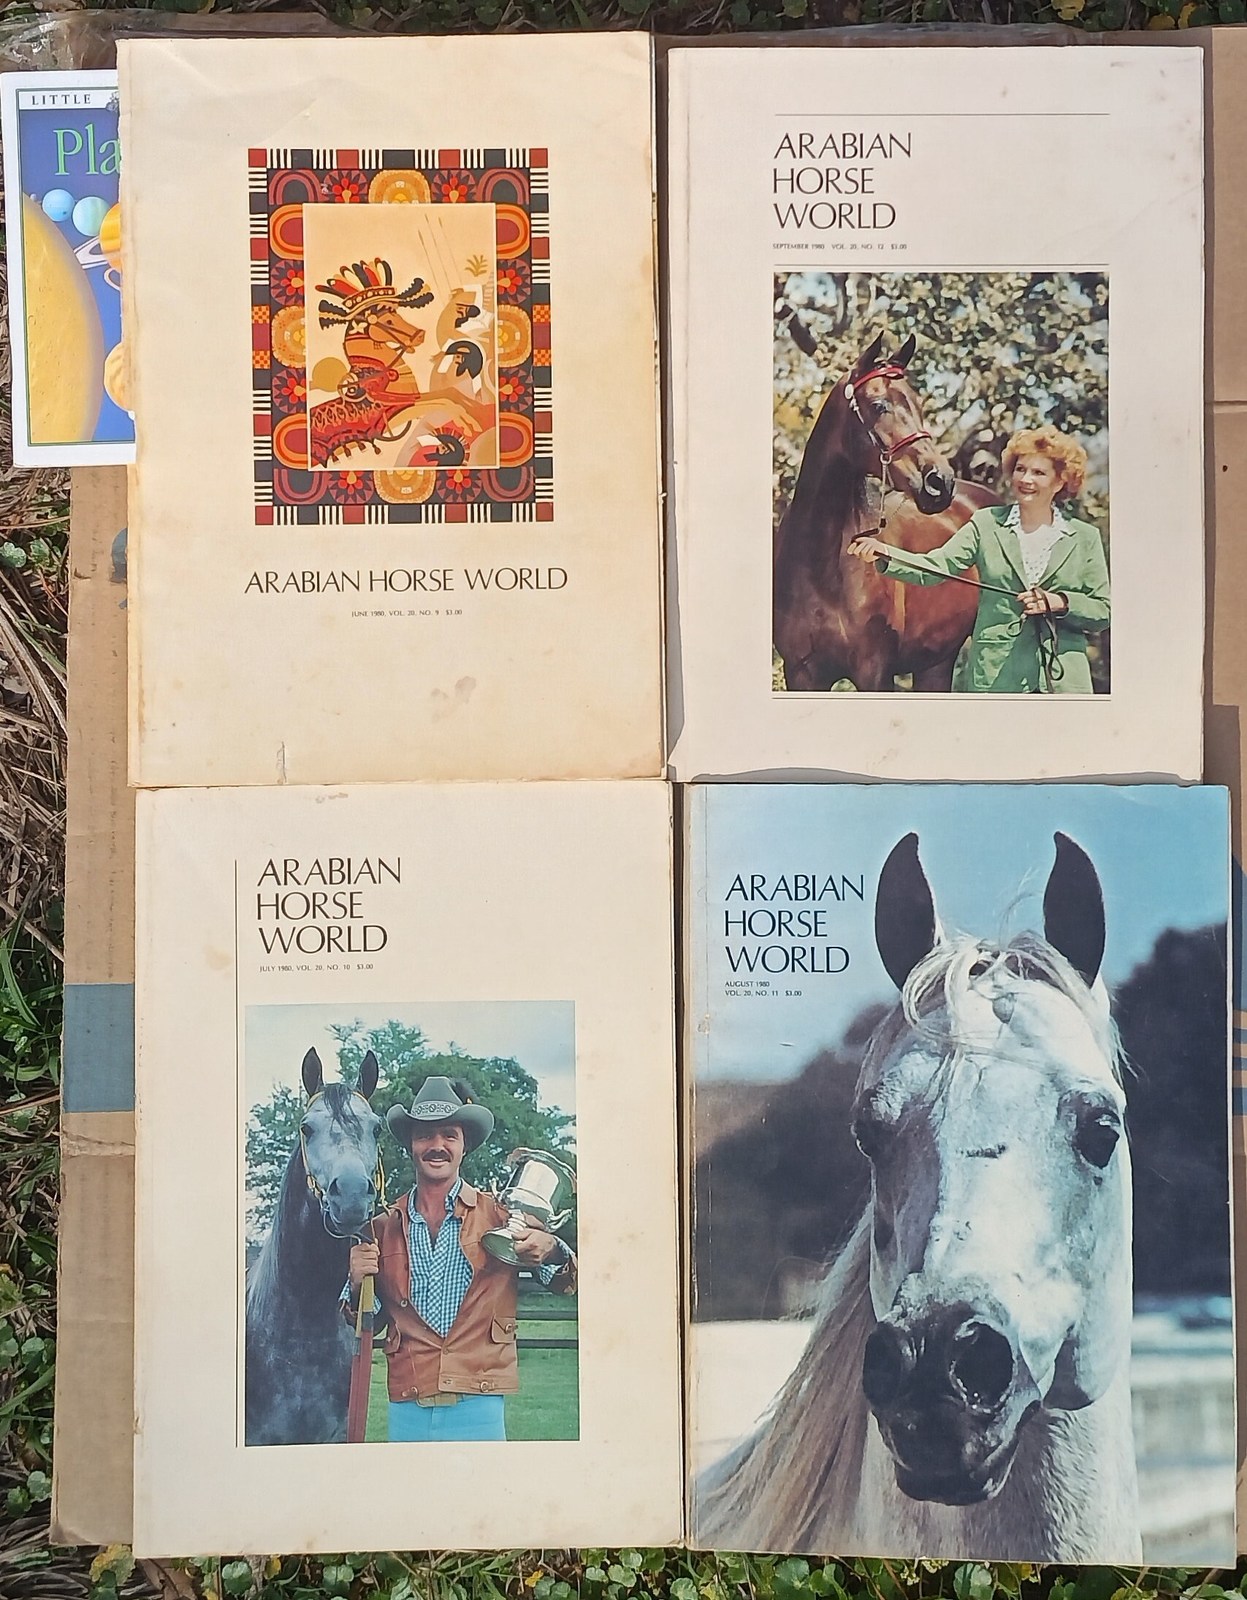 LITTLE
Pla
ARABIAN HORSE WORLD
JUNE 1980, VOL. 20, NO. 9 $3.00
ARABIAN
HORSE
WORLD
SEPTEMBER 1980 VOL. 20, NO. 12 $3.00
ARABIAN
HORSE
WORLD
JULY 1980, VOL. 20, NO. 10 $3.00
ARABIAN
HORSE
WORLD
AUGUST 1980
VOL. 20, NO. 11 $3.00